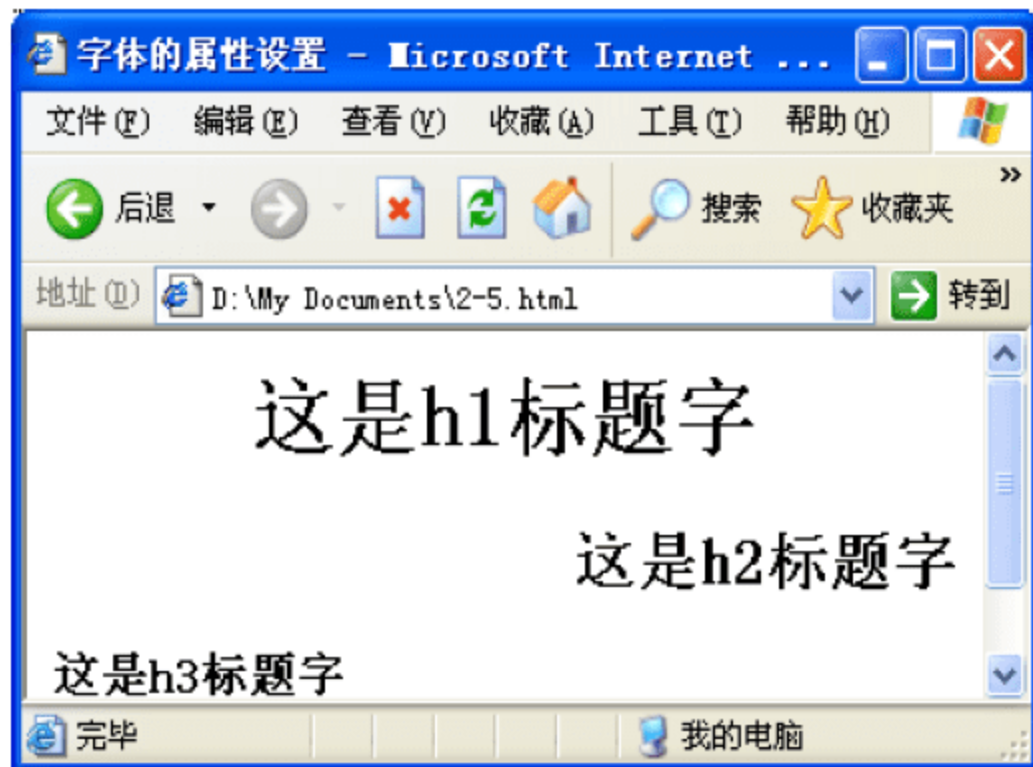 字体的属性设置 - Microsoft Internet ...
文件(F) 编辑(E) 查看(V) 收藏(A) 工具(T) 帮助(H)
后退 搜索 收藏夹 »
地址(D) D:\My Documents\2-5.html 转到
这是h1标题字
这是h2标题字
这是h3标题字
完毕 我的电脑